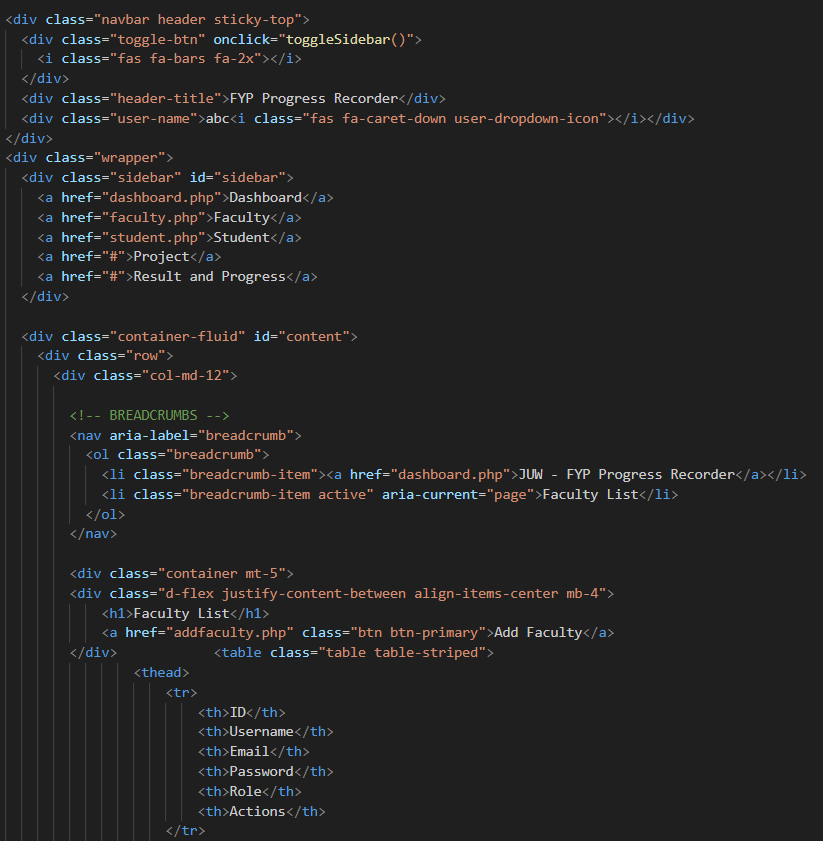 <div class="navbar header sticky-top">
<div class="toggle-btn" onclick="toggleSidebar()">
<i class="fas fa-bars fa-2x"></i>
</div>
<div class="header-title">FYP Progress Recorder</div>
<div class="user-name">abc<i class="fas fa-caret-down user-dropdown-icon"></i></div>
</div>
<div class="wrapper">
<div class="sidebar" id="sidebar">
<a href="dashboard.php">Dashboard</a>
<a href="faculty.php">Faculty</a>
<a href="student.php">Student</a>
<a href="#">Project</a>
<a href="#">Result and Progress</a>
</div>
<div class="container-fluid" id="content">
<div class="row">
<div class="col-md-12">
<!-- BREADCRUMBS -->
<nav aria-label="breadcrumb">
<ol class="breadcrumb">
<li class="breadcrumb-item"><a href="dashboard.php">JUW - FYP Progress Recorder</a></li>
<li class="breadcrumb-item active" aria-current="page">Faculty List</li>
</ol>
</nav>
<div class="container mt-5">
<div class="d-flex justify-content-between align-items-center mb-4">
<h1>Faculty List</h1>
<a href="addfaculty.php" class="btn btn-primary">Add Faculty</a>
</div> <table class="table table-striped">
<thead>
<tr>
<th>ID</th>
<th>Username</th>
<th>Email</th>
<th>Password</th>
<th>Role</th>
<th>Actions</th>
</tr>